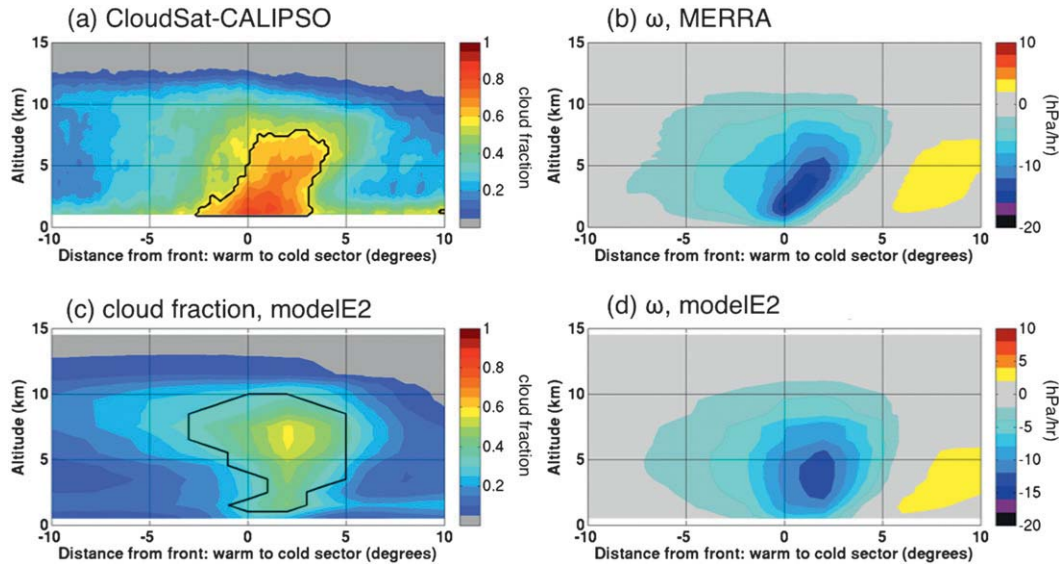 (a) CloudSat-CALIPSO
15
10
5
0
Altitude (km)
-10 -5 0 5 10
Distance from front: warm to cold sector (degrees)
1
0.8
0.6
0.4
0.2
cloud fraction
(b) ω, MERRA
15
10
5
0
Altitude (km)
-10 -5 0 5 10
Distance from front: warm to cold sector (degrees)
10
5
0
-5
-10
-15
-20
(hPa/hr)
(c) cloud fraction, modelE2
15
10
5
0
Altitude (km)
-10 -5 0 5 10
Distance from front: warm to cold sector (degrees)
1
0.8
0.6
0.4
0.2
cloud fraction
(d) ω, modelE2
15
10
5
0
Altitude (km)
-10 -5 0 5 10
Distance from front: warm to cold sector (degrees)
10
5
0
-5
-10
-15
-20
(hPa/hr)